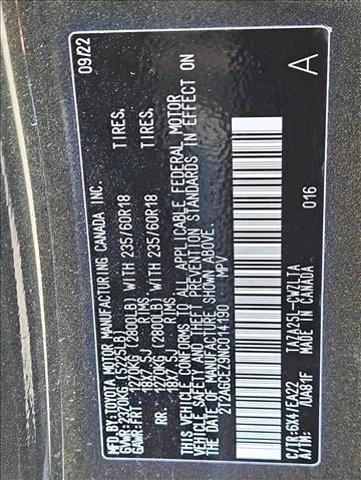 MFD.BY:TOYOTA MOTOR MANUFACTURING CANADA INC. 09/22
GVWR:2370KG (5225LB)
GAWR:FRT. 1270KG (2800LB) WITH 235/60R18 TIRES,
18X7.5J RIMS
RR. 1270KG (2800LB) WITH 235/60R18 TIRES,
18X7.5J RIMS
THIS VEHICLE CONFORMS TO ALL APPLICABLE FEDERAL MOTOR
VEHICLE SAFETY AND THEFT PREVENTION STANDARDS IN EFFECT ON
THE DATE OF MANUFACTURE SHOWN ABOVE.
2T2AGCEZ9NC014190 MPV
A
C/TR:6X4/EA22 TAZA25L-CWZLTA 016
A/TM: /UA81F MADE IN CANADA